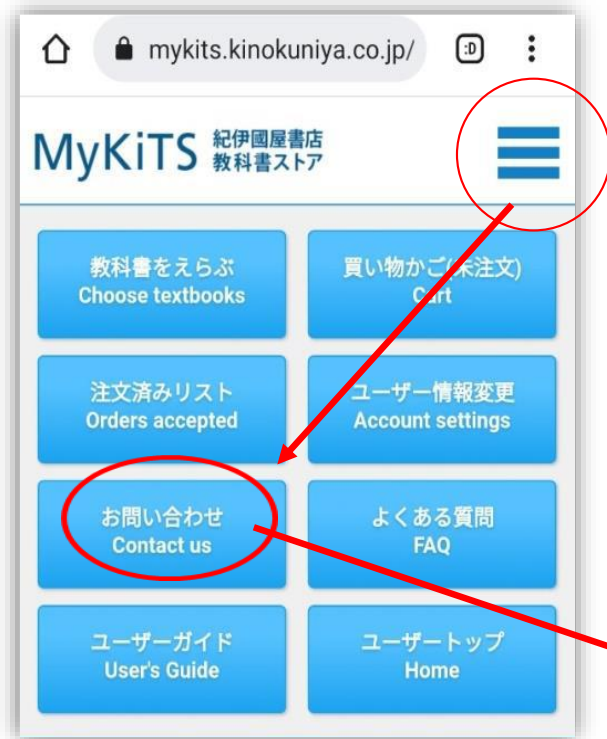 mykits.kinokuniya.co.jp/
:D
MyKiTS 紀伊國屋書店
教科書ストア
教科書をえらぶ
Choose textbooks
買い物かご(未注文)
Cart
注文済みリスト
Orders accepted
ユーザー情報変更
Account settings
お問い合わせ
Contact us
よくある質問
FAQ
ユーザーガイド
User's Guide
ユーザートップ
Home